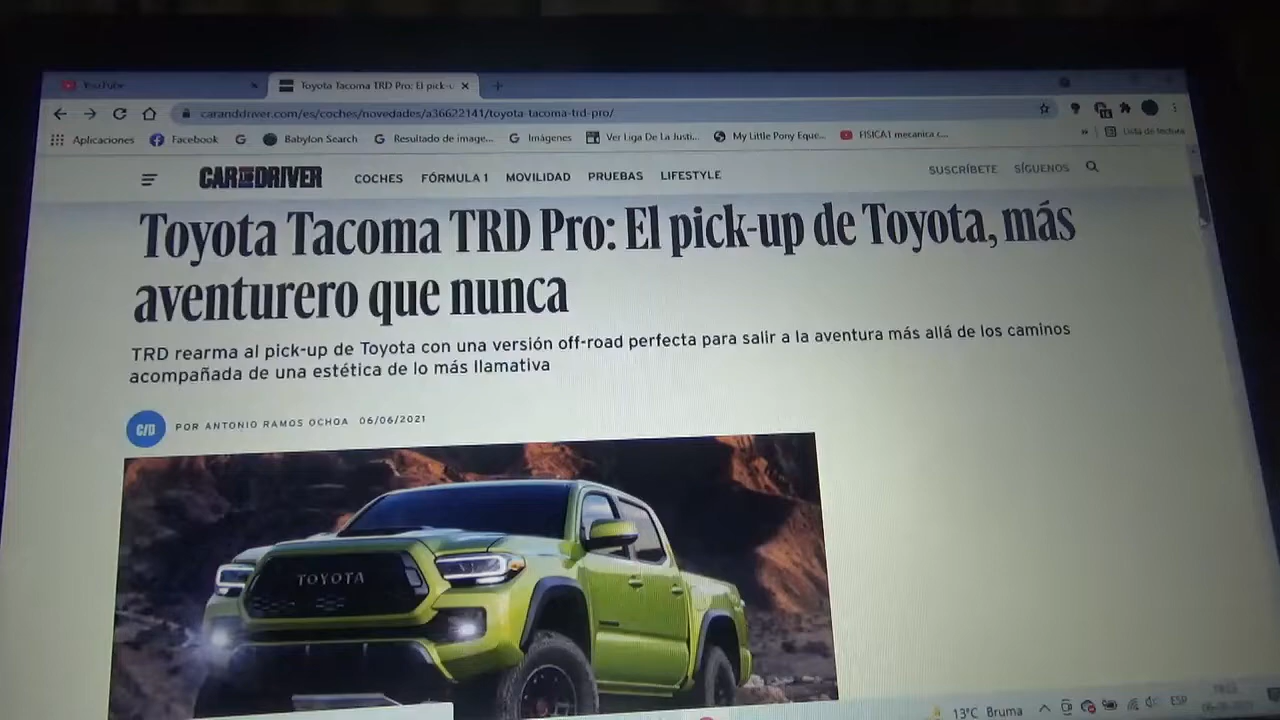 YouTube
Toyota Tacoma TRD Pro: El pick-u
caranddriver.com/es/coches/novedades/a36622141/toyota-tacoma-trd-pro/
Aplicaciones Facebook G Babylon Search Resultado de image... Imágenes Ver Liga De La Justi... My Little Pony Eque... FISICA1 mecanica c... » Lista de lectura
CAR AND DRIVER COCHES FÓRMULA 1 MOVILIDAD PRUEBAS LIFESTYLE SUSCRÍBETE SÍGUENOS
Toyota Tacoma TRD Pro: El pick-up de Toyota, más
aventurero que nunca
TRD rearma al pick-up de Toyota con una versión off-road perfecta para salir a la aventura más allá de los caminos
acompañada de una estética de lo más llamativa
C/D POR ANTONIO RAMOS OCHOA 06/06/2021
TOYOTA
13°C Bruma ESP